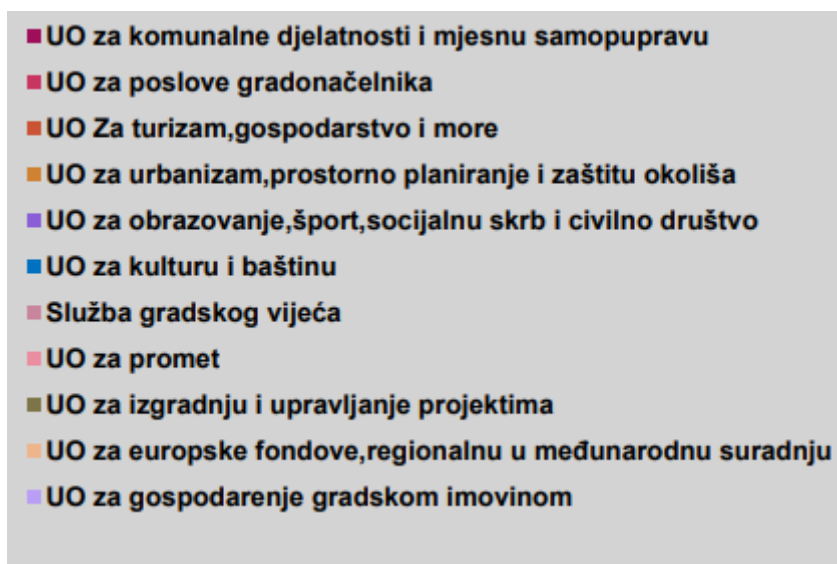 UO za komunalne djelatnosti i mjesnu samopupravu
UO za poslove gradonačelnika
UO Za turizam,gospodarstvo i more
UO za urbanizam,prostorno planiranje i zaštitu okoliša
UO za obrazovanje,šport,socijalnu skrb i civilno društvo
UO za kulturu i baštinu
Služba gradskog vijeća
UO za promet
UO za izgradnju i upravljanje projektima
UO za europske fondove,regionalnu u međunarodnu suradnju
UO za gospodarenje gradskom imovinom